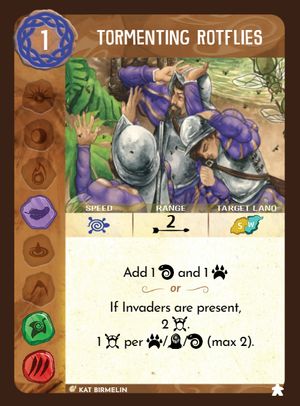 1 TORMENTING ROTFLIES
SPEED RANGE TARGET LAND
2 S W
Add 1 and 1
or
If Invaders are present,
2 .
1 per / / (max 2).
KAT BIRMELIN